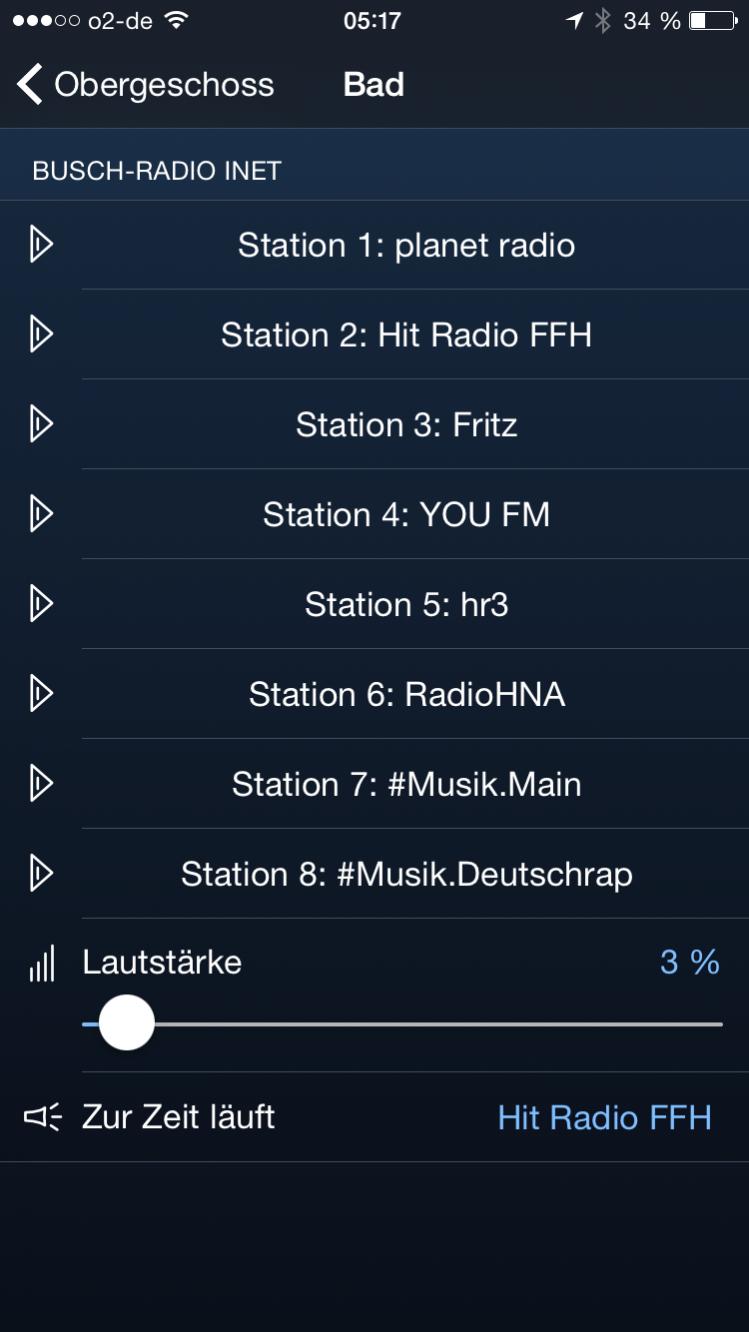 o2-de 05:17 34 %
Obergeschoss Bad
BUSCH-RADIO INET
Station 1: planet radio
Station 2: Hit Radio FFH
Station 3: Fritz
Station 4: YOU FM
Station 5: hr3
Station 6: RadioHNA
Station 7: #Musik.Main
Station 8: #Musik.Deutschrap
Lautstärke 3 %
Zur Zeit läuft Hit Radio FFH